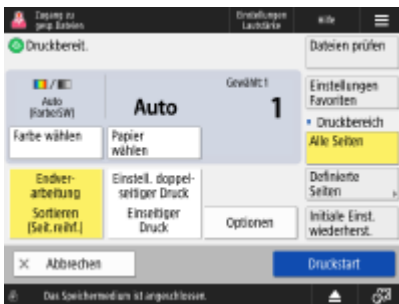 Zugang zu
gesp. Dateien
Einstellungen
Lautstärke
Hilfe
Druckbereit.
Dateien prüfen
Auto
(Farbe/SW)
Auto
Gewählt: 1
1
Farbe wählen
Papier
wählen
Einstellungen
Favoriten
Druckbereich
Alle Seiten
Endver-
arbeitung
Sortieren
(Seit.reihf.)
Einstell. doppel-
seitiger Druck
Einseitiger
Druck
Optionen
Definierte
Seiten
Initiale Einst.
wiederherst.
× Abbrechen
Druckstart
Das Speichermedium ist angeschlossen.